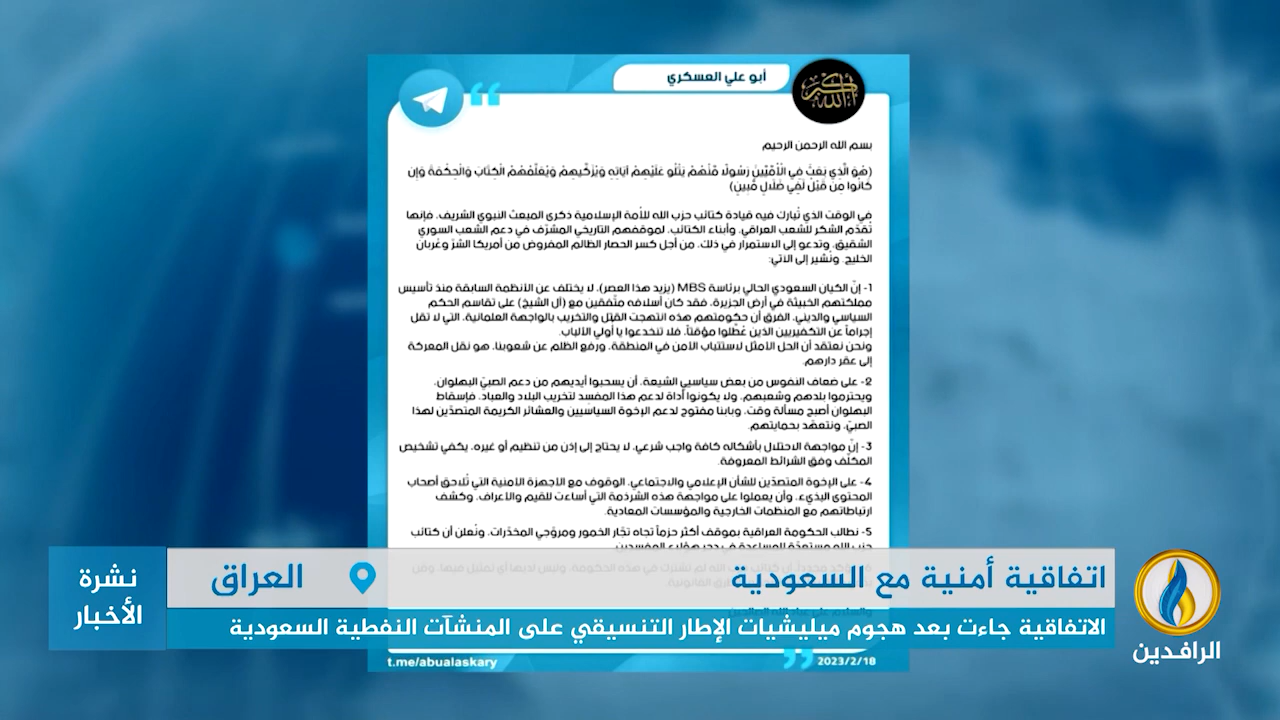 أبو علي العسكري
بسم الله الرحمن الرحيم
(هُوَ الَّذِي بَعَثَ فِي الْأُمِّيِّينَ رَسُولًا مِّنْهُمْ يَتْلُو عَلَيْهِمْ آيَاتِهِ وَيُزَكِّيهِمْ وَيُعَلِّمُهُمُ الْكِتَابَ وَالْحِكْمَةَ وَإِن
كَانُوا مِن قَبْلُ لَفِي ضَلَالٍ مُّبِينٍ)
في الوقت الذي تُبارك فيه قيادة كتائب حزب الله للأمة الإسلامية ذكرى المبعث النبوي الشريف، فإنها
تُقدّم الشكر للشعب العراقي، وأبناء الكتائب، لموقفهم التاريخي المشرّف في دعم الشعب السوري
الشقيق، وتدعو إلى الاستمرار في ذلك، من أجل كسر الحصار الظالم المفروض من أمريكا الشرّ وغربان
الخليج. ونُشير إلى الآتي:
1- إنّ الكيان السعودي الحالي برئاسة MBS (يزيد هذا العصر)، لا يختلف عن الأنظمة السابقة منذ تأسيس
مملكتهم الخبيثة في أرض الجزيرة، فقد كان أسلافه متّفقين مع (آل الشيخ) على تقاسم الحكم
السياسي والديني، الفرق أن حكومتهم هذه انتهجت القتل والتخريب بالواجهة العلمانية، التي لا تقل
إجراماً عن التكفيريين الذين عُطّلوا مؤقتاً، فلا تنخدعوا يا أولي الألباب.
ونحن نعتقد أن الحل الأمثل لاستتباب الأمن في المنطقة، ورفع الظلم عن شعوبنا، هو نقل المعركة
إلى عقر دارهم.
2- على ضعاف النفوس من بعض سياسيي الشيعة، أن يسحبوا أيديهم من دعم الصبيّ البهلوان،
ويحترموا بلدهم وشعبهم، ولا يكونوا أداة لدعم هذا المفسِد لتخريب البلاد والعباد، فإسقاط
البهلوان أصبح مسألة وقت، وبابنا مفتوح لدعم الإخوة السياسيين والعشائر الكريمة المتصدّين لهذا
الصبيّ، ونتعهّد بحمايتهم.
3- إنّ مواجهة الاحتلال بأشكاله كافة واجب شرعي، لا يحتاج إلى إذن من تنظيم أو غيره، يكفي تشخيص
المكلّف وفق الشرائط المعروفة.
4- على الإخوة المتصدّين للشأن الإعلامي والاجتماعي، الوقوف مع الأجهزة الأمنية التي تُلاحق أصحاب
المحتوى البذيء، وأن يعملوا على مواجهة هذه الشرذمة التي أساءت للقيم والأعراف، وكشف
ارتباطاتهم مع المنظمات الخارجية والمؤسسات المعادية.
5- نطالب الحكومة العراقية بموقف أكثر حزماً تجاه تجّار الخمور ومروّجي المخدّرات، ونُعلن أن كتائب
حزب الله مستعدّة للمساعدة في ردع هؤلاء المفسدين.
t.me/abualaskary
2023/2/18
نشرة
الأخبار
العراق
اتفاقية أمنية مع السعودية
الاتفاقية جاءت بعد هجوم ميليشيات الإطار التنسيقي على المنشآت النفطية السعودية
الرافدين